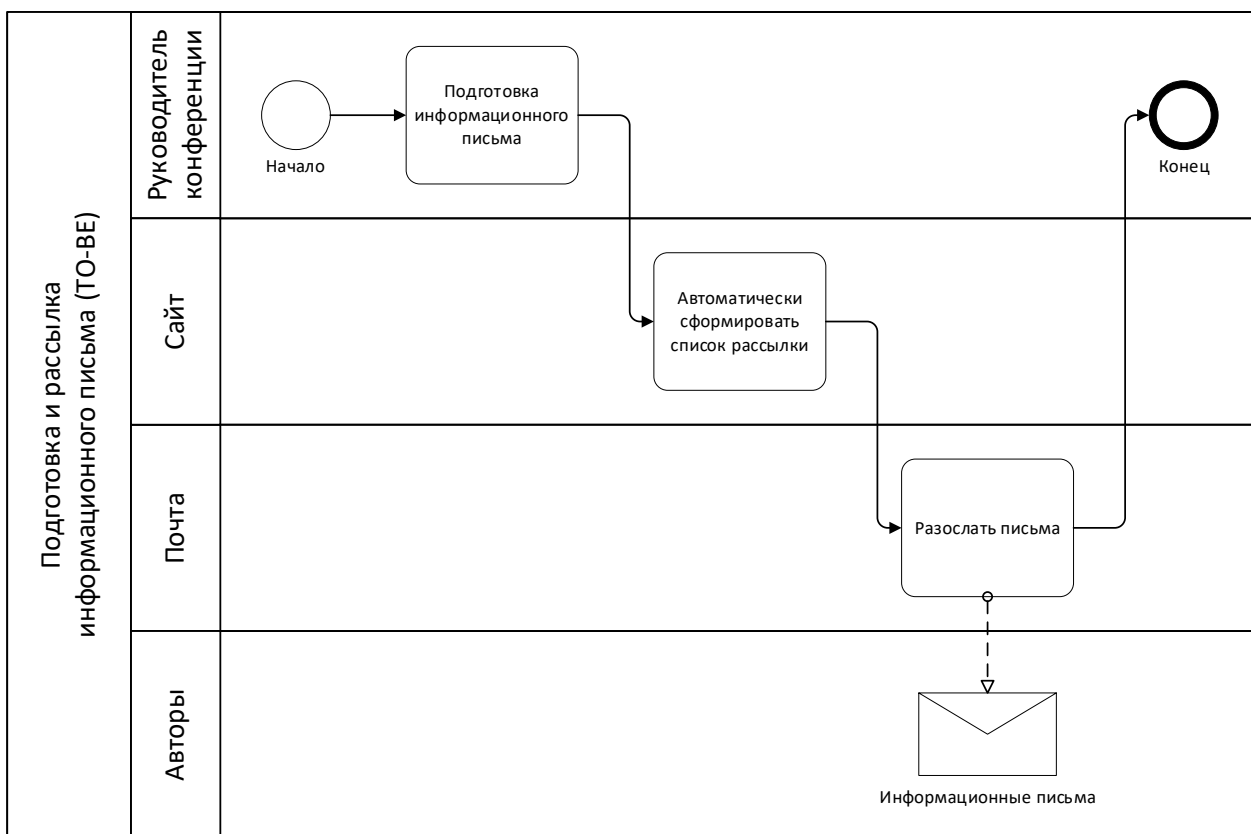 Подготовка и рассылка
информационного письма (TO-BE)
Руководитель
конференции
Начало
Подготовка
информационного
письма
Конец
Сайт
Автоматически
сформировать
список рассылки
Почта
Разослать письма
Авторы
Информационные письма